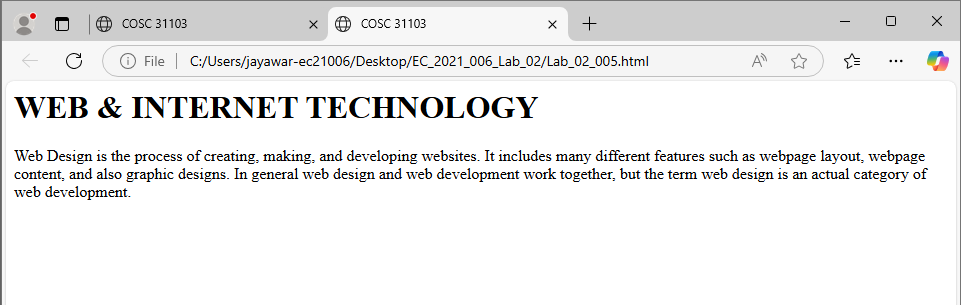 COSC 31103
COSC 31103
File
C:/Users/jayawar-ec21006/Desktop/EC_2021_006_Lab_02/Lab_02_005.html
WEB & INTERNET TECHNOLOGY
Web Design is the process of creating, making, and developing websites. It includes many different features such as webpage layout, webpage
content, and also graphic designs. In general web design and web development work together, but the term web design is an actual category of
web development.